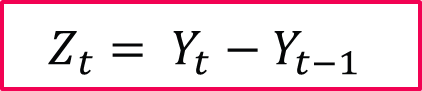 Z_t = Y_t − Y_{t−1}